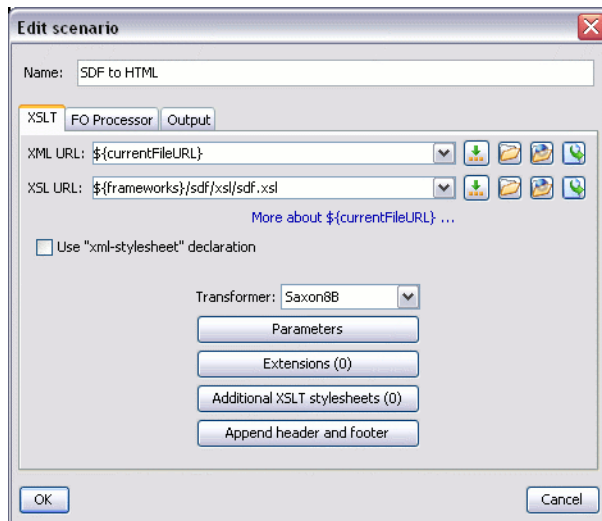 Edit scenario
Name: SDF to HTML
XSLT FO Processor Output
XML URL: ${currentFileURL}
XSL URL: ${frameworks}/sdf/xsl/sdf.xsl
More about ${currentFileURL} ...
Use "xml-stylesheet" declaration
Transformer: Saxon8B
Parameters
Extensions (0)
Additional XSLT stylesheets (0)
Append header and footer
OK Cancel